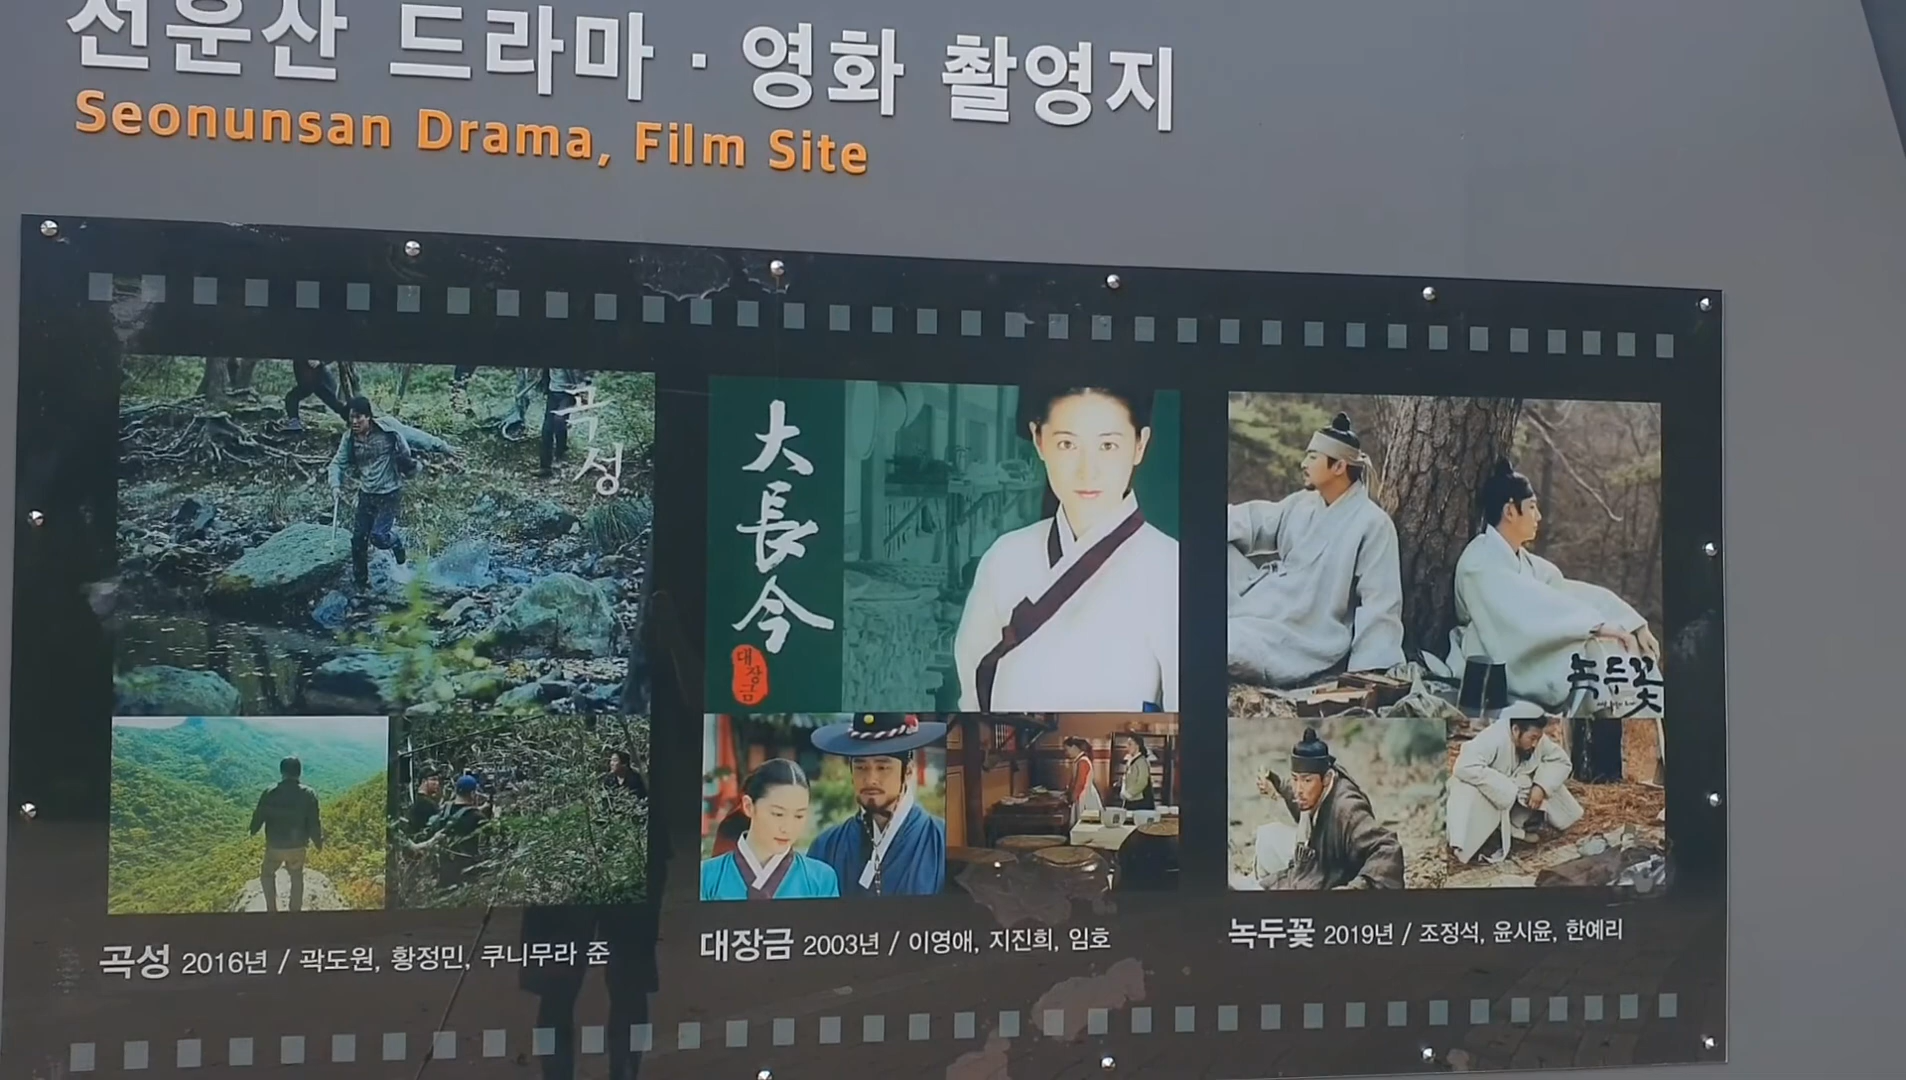 선운산 드라마 · 영화 촬영지
Seonunsan Drama, Film Site
곡성
大長今
대장금
녹두꽃
곡성 2016년 / 곽도원, 황정민, 쿠니무라 준
대장금 2003년 / 이영애, 지진희, 임호
녹두꽃 2019년 / 조정석, 윤시윤, 한예리